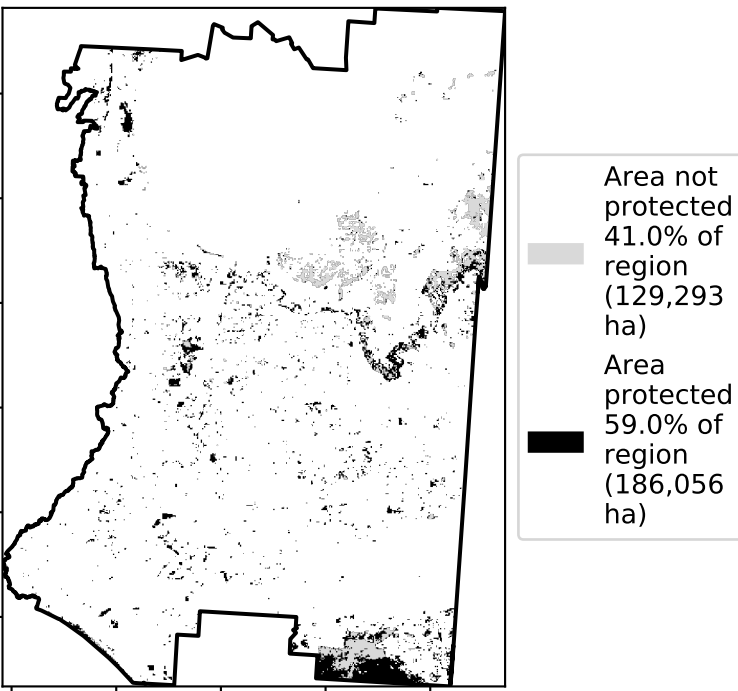 Area not
protected
41.0% of
region
(129,293
ha)
Area
protected
59.0% of
region
(186,056
ha)